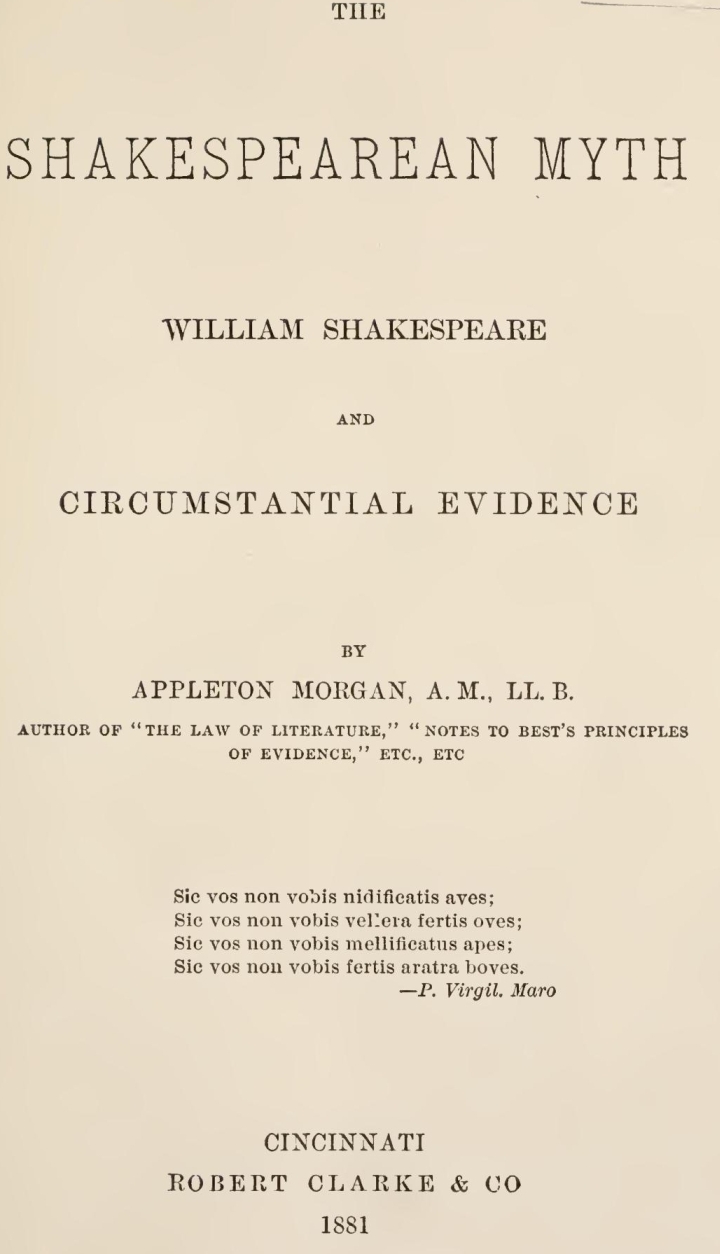 THE
SHAKESPEAREAN MYTH
WILLIAM SHAKESPEARE
AND
CIRCUMSTANTIAL EVIDENCE
BY
APPLETON MORGAN, A. M., LL. B.
AUTHOR OF "THE LAW OF LITERATURE," "NOTES TO BEST'S PRINCIPLES
OF EVIDENCE," ETC., ETC
Sic vos non vobis nidificatis aves;
Sic vos non vobis vellera fertis oves;
Sic vos non vobis mellificatus apes;
Sic vos non vobis fertis aratra boves.
—P. Virgil. Maro
CINCINNATI
ROBERT CLARKE & CO
1881